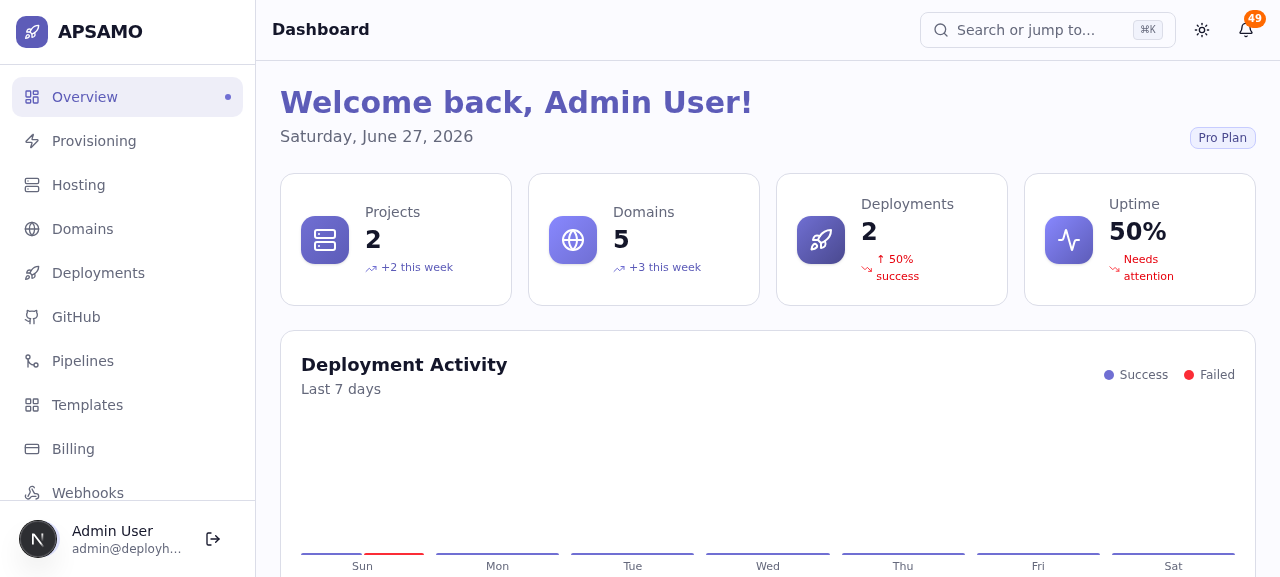 APSAMO
Overview
Provisioning
Hosting
Domains
Deployments
GitHub
Pipelines
Templates
Billing
Webhooks
N
Admin User
admin@deployh...
Dashboard
Search or jump to...
⌘K
49
Welcome back, Admin User!
Saturday, June 27, 2026
Pro Plan
Projects
2
+2 this week
Domains
5
+3 this week
Deployments
2
↑ 50%
success
Uptime
50%
Needs
attention
Deployment Activity
Last 7 days
Success
Failed
Sun
Mon
Tue
Wed
Thu
Fri
Sat